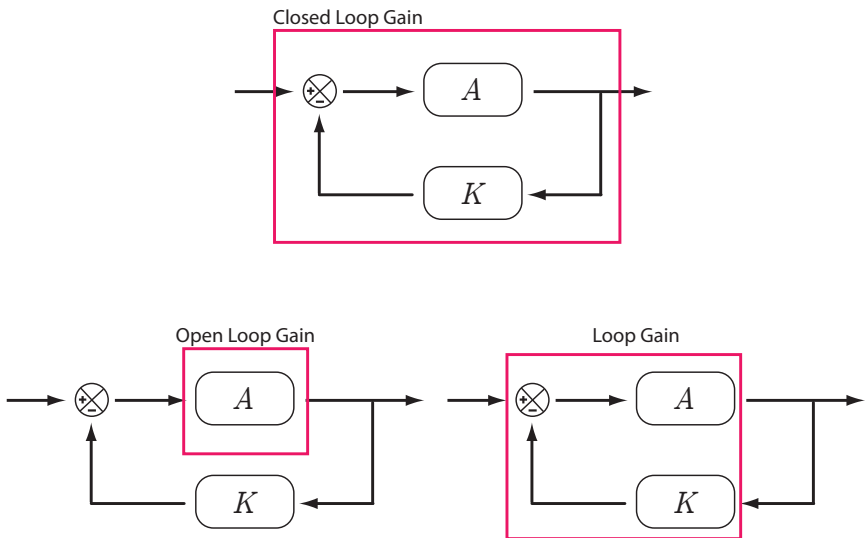 Closed Loop Gain
+
−
A
K
Open Loop Gain
Loop Gain
+
−
A
+
−
A
K
K